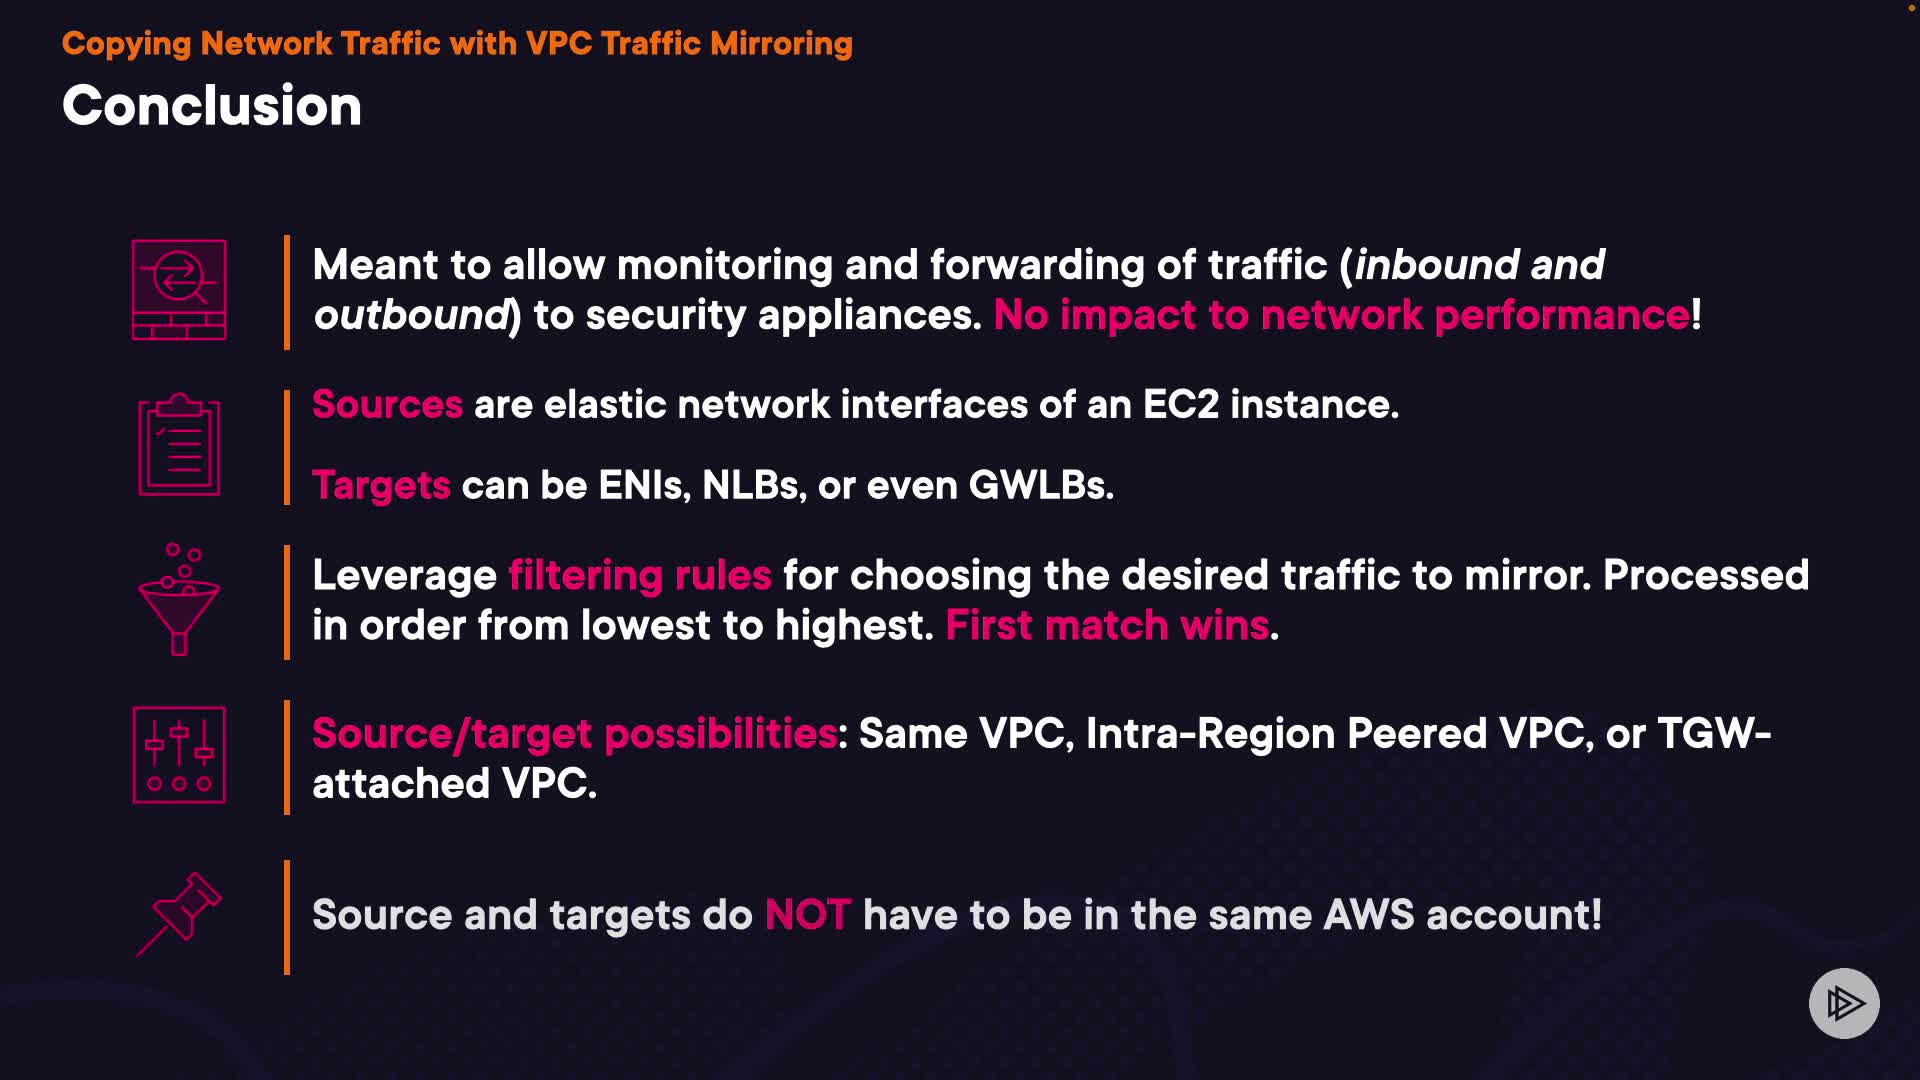 Copying Network Traffic with VPC Traffic Mirroring
Conclusion
Meant to allow monitoring and forwarding of traffic (inbound and
outbound) to security appliances. No impact to network performance!
Sources are elastic network interfaces of an EC2 instance.
Targets can be ENIs, NLBs, or even GWLBs.
Leverage filtering rules for choosing the desired traffic to mirror. Processed
in order from lowest to highest. First match wins.
Source/target possibilities: Same VPC, Intra-Region Peered VPC, or TGW-
attached VPC.
Source and targets do NOT have to be in the same AWS account!